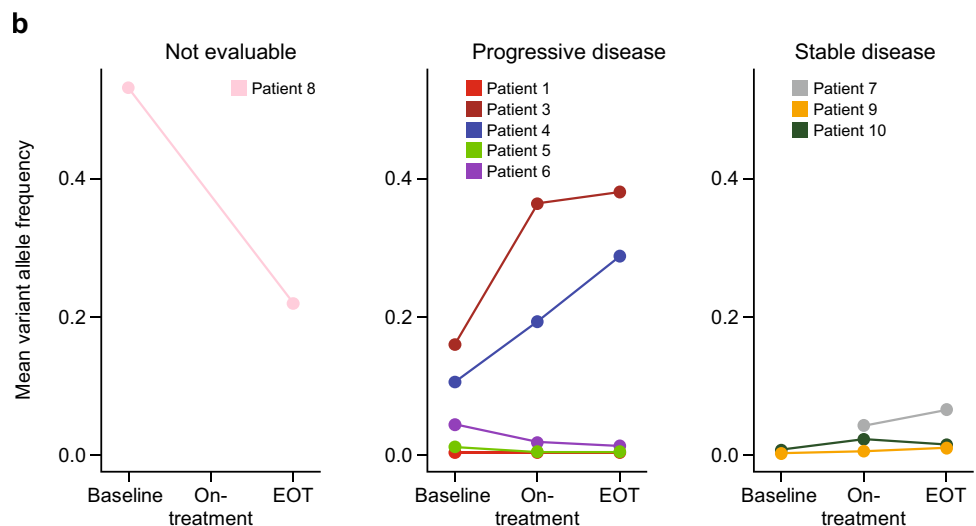 b
Not evaluable
Progressive disease
Stable disease
Mean variant allele frequency
0.4
0.2
0.0
Patient 8
Baseline
On-
treatment
EOT
0.4
0.2
0.0
Patient 1
Patient 3
Patient 4
Patient 5
Patient 6
Baseline
On-
treatment
EOT
0.4
0.2
0.0
Patient 7
Patient 9
Patient 10
Baseline
On-
treatment
EOT